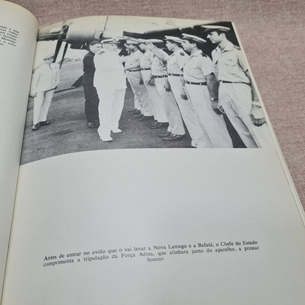 Antes de entrar no avião que o vai levar a Nova Lamego e a Bafatá, o Chefe do Estado
cumprimenta a tripulação da Força Aérea, que alinhara junto do aparelho, a prestar
honras